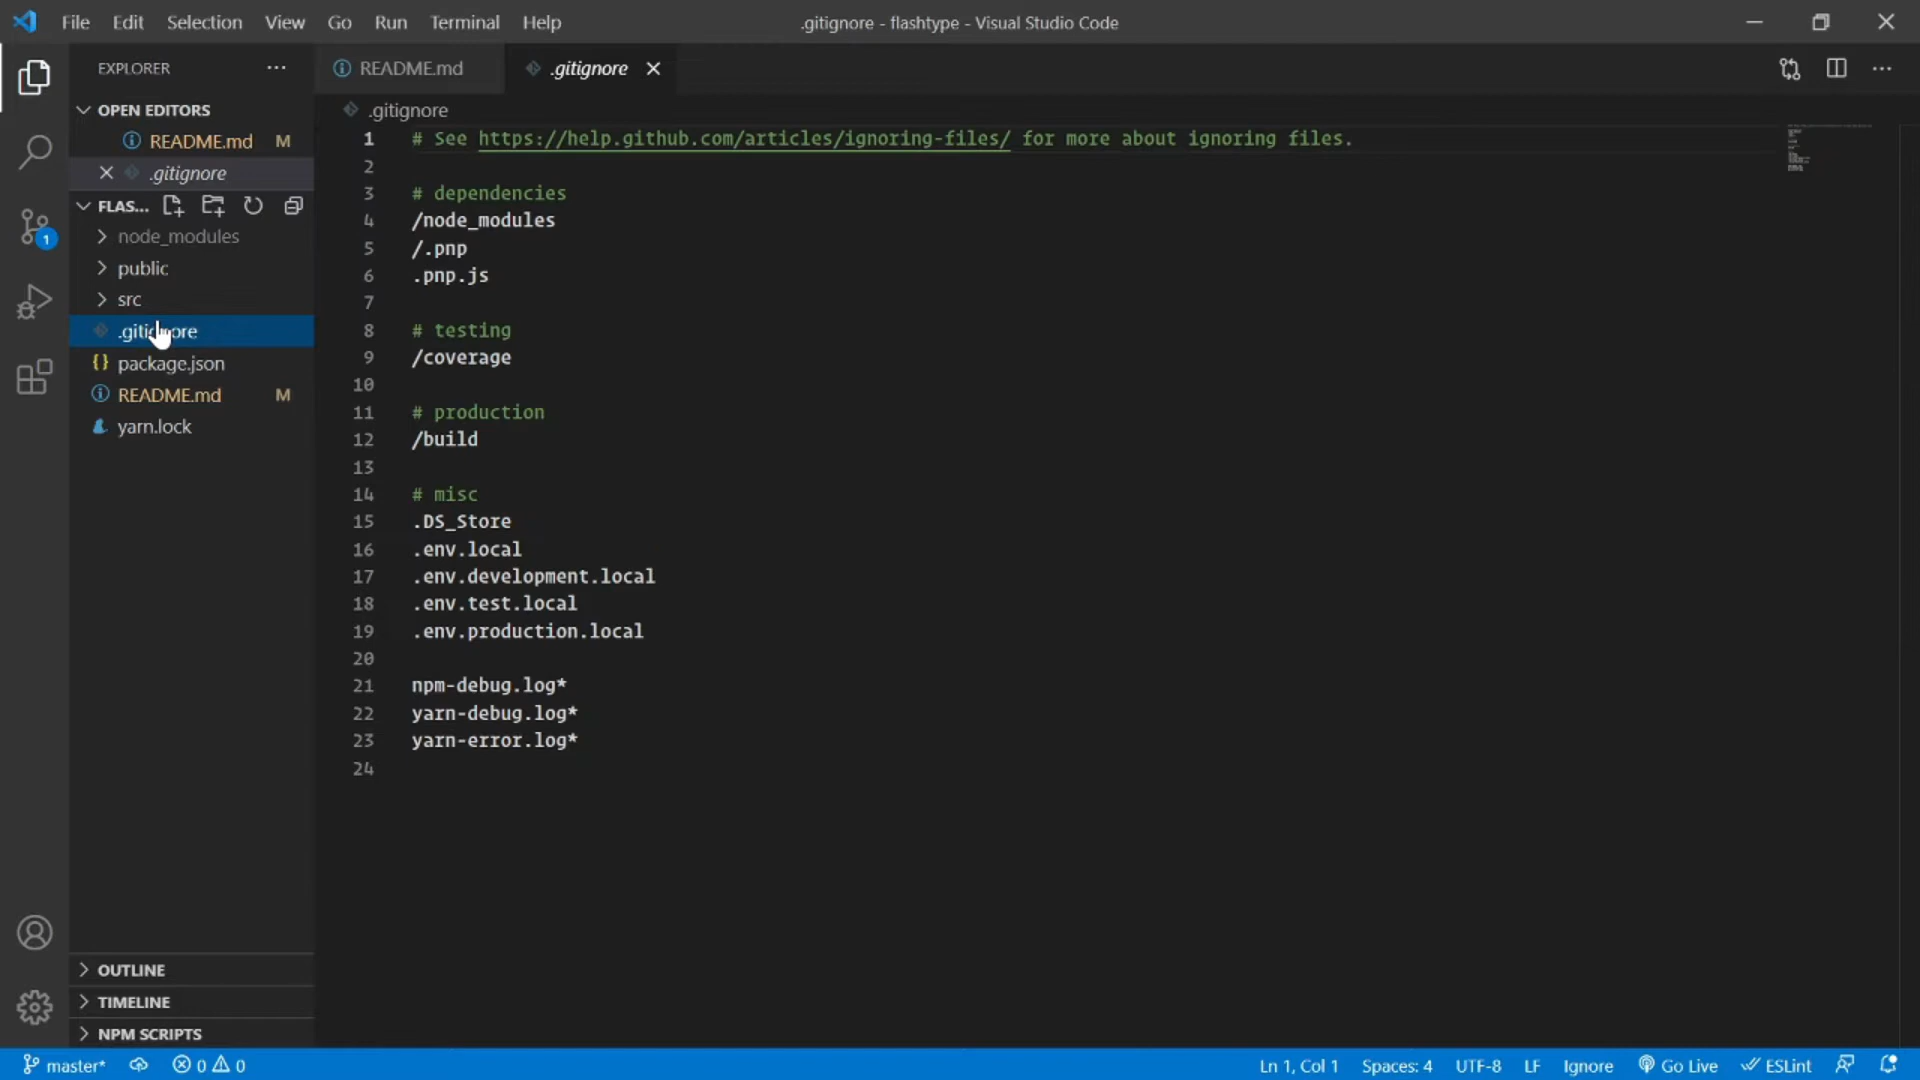 File Edit Selection View Go Run Terminal Help
.gitignore - flashtype - Visual Studio Code
EXPLORER
README.md
.gitignore
OPEN EDITORS
README.md M
.gitignore
FLAS...
node_modules
public
src
.gitignore
package.json
README.md M
yarn.lock
OUTLINE
TIMELINE
NPM SCRIPTS
.gitignore
1 # See https://help.github.com/articles/ignoring-files/ for more about ignoring files.
2
3 # dependencies
4 /node_modules
5 /.pnp
6 .pnp.js
7
8 # testing
9 /coverage
10
11 # production
12 /build
13
14 # misc
15 .DS_Store
16 .env.local
17 .env.development.local
18 .env.test.local
19 .env.production.local
20
21 npm-debug.log*
22 yarn-debug.log*
23 yarn-error.log*
24
1
master* 0 0 Ln 1, Col 1 Spaces: 4 UTF-8 LF Ignore Go Live ESLint